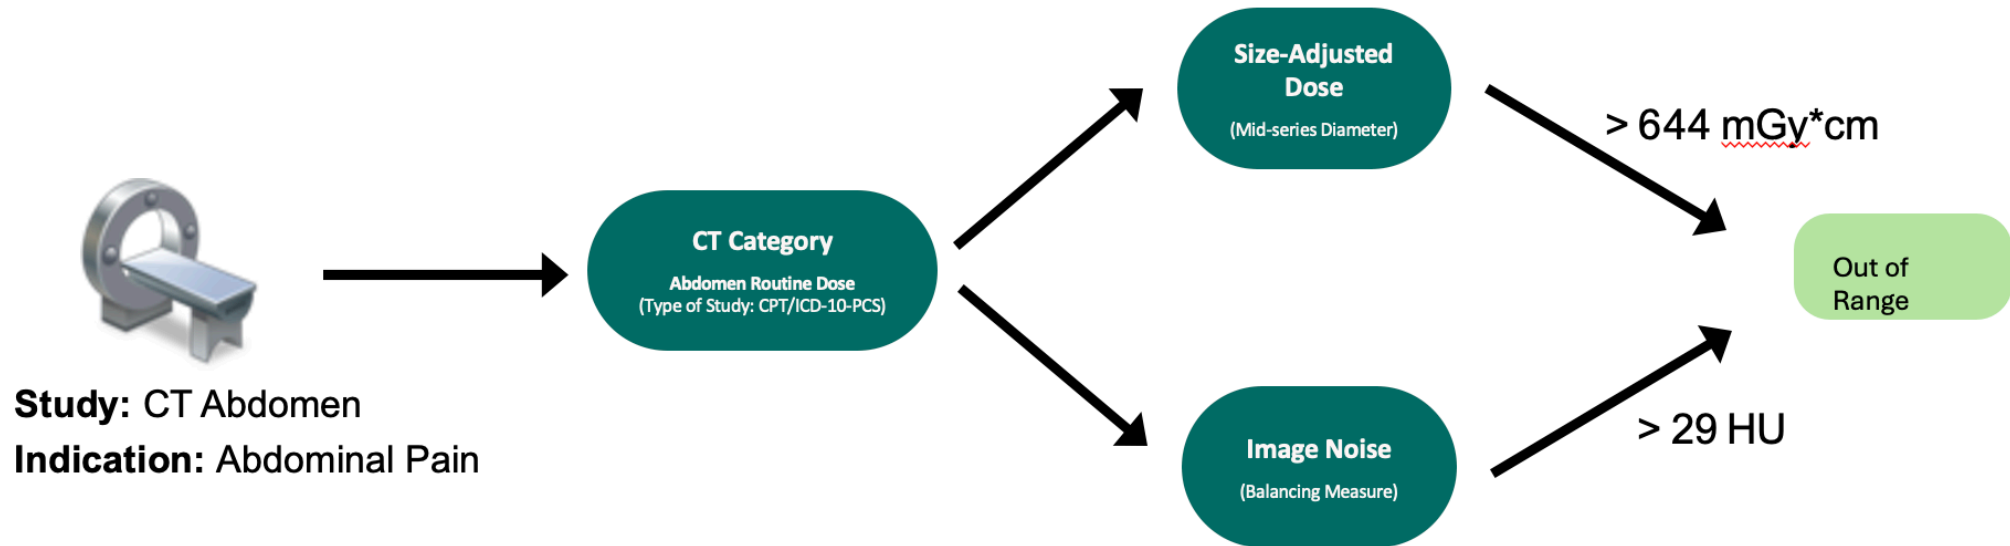 Study: CT Abdomen
Indication: Abdominal Pain
CT Category
Abdomen Routine Dose
(Type of Study: CPT/ICD-10-PCS)
Size-Adjusted
Dose
(Mid-series Diameter)
> 644 mGy*cm
Image Noise
(Balancing Measure)
> 29 HU
Out of
Range